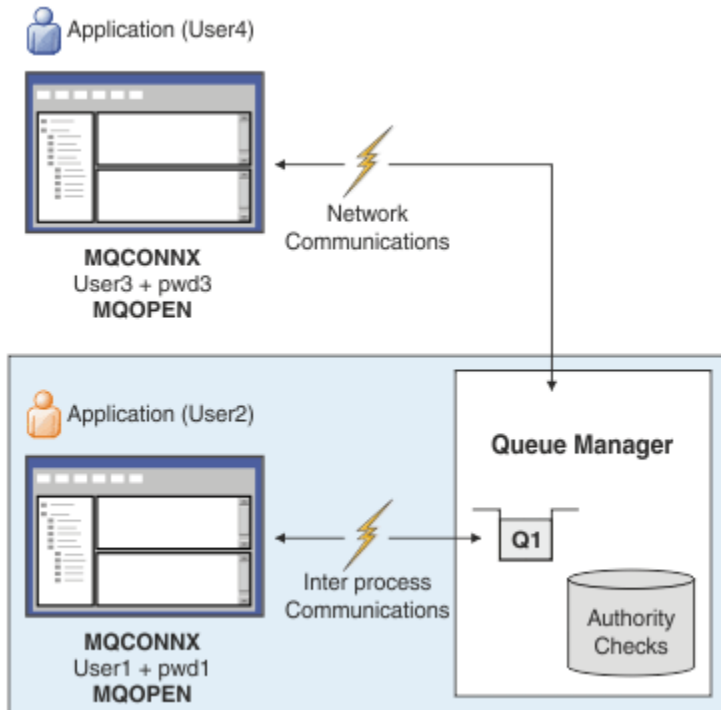 Application (User4)
Network
Communications
MQCONNX
User3 + pwd3
MQOPEN
Application (User2)
Queue Manager
Q1
Inter process
Communications
Authority
Checks
MQCONNX
User1 + pwd1
MQOPEN